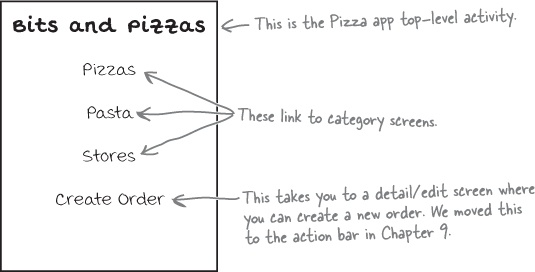 Bits and Pizzas
This is the Pizza app top-level activity.
Pizzas
Pasta
These link to category screens.
Stores
Create Order
This takes you to a detail/edit screen where
you can create a new order. We moved this
to the action bar in Chapter 9.